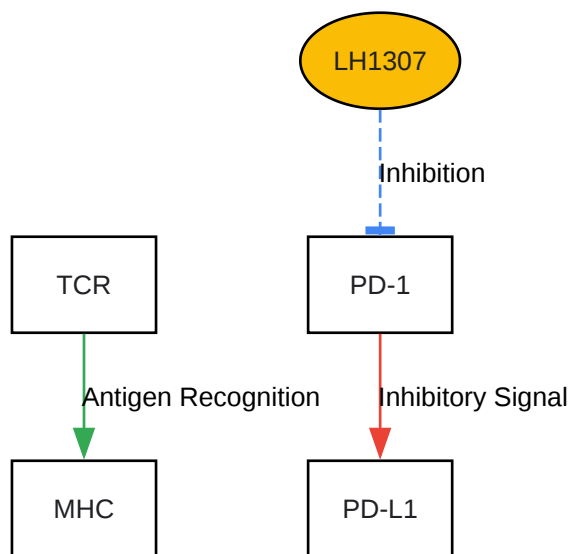 LH1307
Inhibition
TCR
PD-1
Antigen Recognition
Inhibitory Signal
MHC
PD-L1